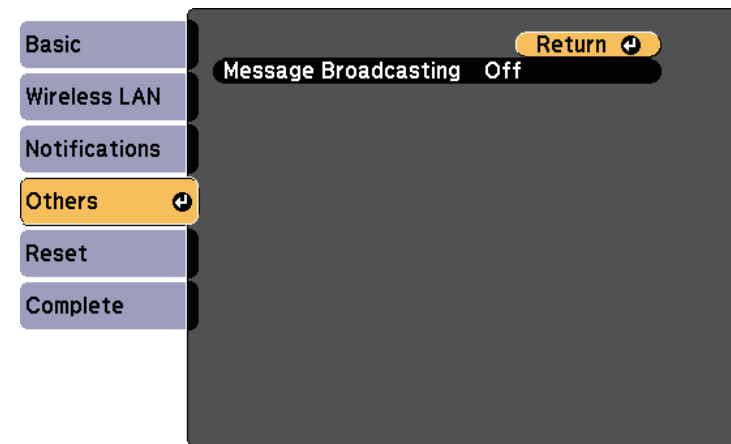 Basic
Wireless LAN
Notifications
Others
Reset
Complete
Return
Message Broadcasting Off